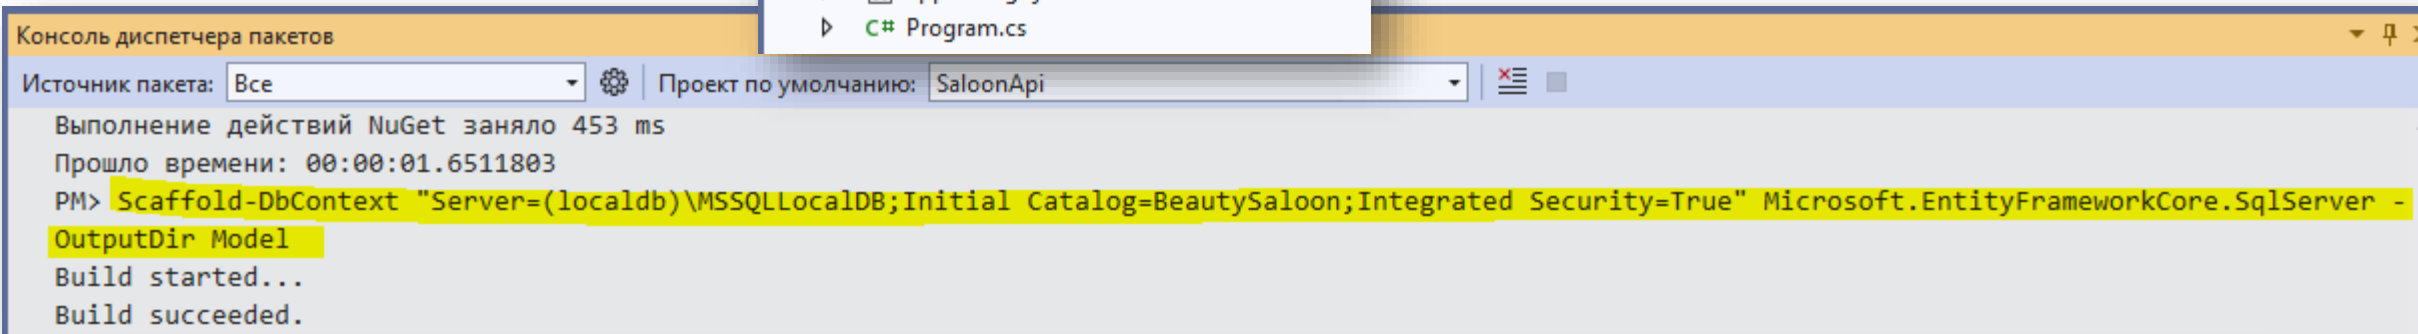 C# Program.cs
Консоль диспетчера пакетов
Источник пакета: Все Проект по умолчанию: SaloonApi
Выполнение действий NuGet заняло 453 ms
Прошло времени: 00:00:01.6511803
PM> Scaffold-DbContext "Server=(localdb)\MSSQLLocalDB;Initial Catalog=BeautySaloon;Integrated Security=True" Microsoft.EntityFrameworkCore.SqlServer -
OutputDir Model
Build started...
Build succeeded.